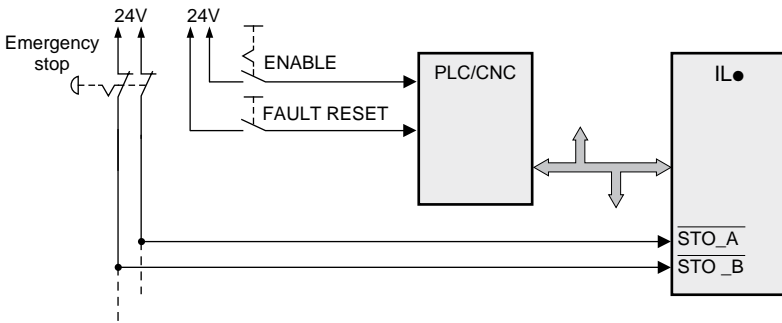 24V
24V
Emergency
stop
ENABLE
FAULT RESET
PLC/CNC
IL●
STO_A
STO _B